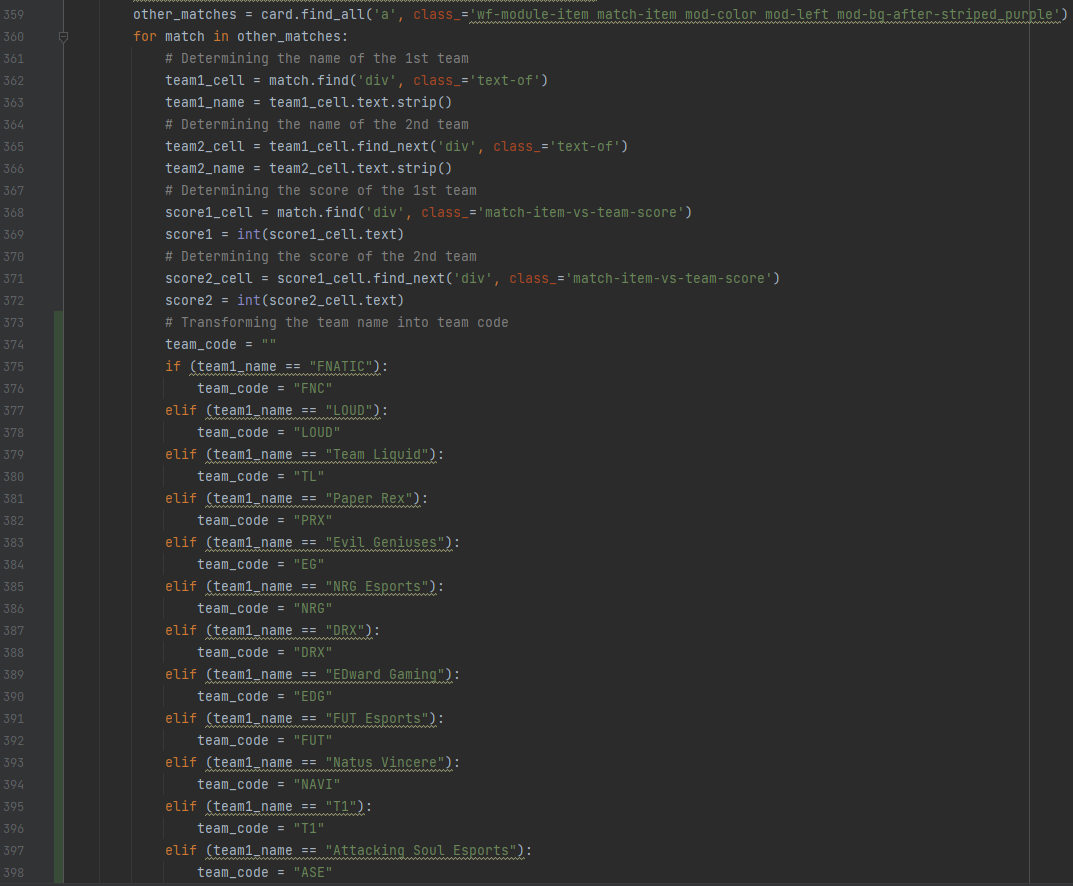 359 other_matches = card.find_all('a', class_='wf-module-item match-item mod-color mod-left mod-bg-after-striped_purple')
360 for match in other_matches:
361 # Determining the name of the 1st team
362 team1_cell = match.find('div', class_='text-of')
363 team1_name = team1_cell.text.strip()
364 # Determining the name of the 2nd team
365 team2_cell = team1_cell.find_next('div', class_='text-of')
366 team2_name = team2_cell.text.strip()
367 # Determining the score of the 1st team
368 score1_cell = match.find('div', class_='match-item-vs-team-score')
369 score1 = int(score1_cell.text)
370 # Determining the score of the 2nd team
371 score2_cell = score1_cell.find_next('div', class_='match-item-vs-team-score')
372 score2 = int(score2_cell.text)
373 # Transforming the team name into team code
374 team_code = ""
375 if (team1_name == "FNATIC"):
376 team_code = "FNC"
377 elif (team1_name == "LOUD"):
378 team_code = "LOUD"
379 elif (team1_name == "Team Liquid"):
380 team_code = "TL"
381 elif (team1_name == "Paper Rex"):
382 team_code = "PRX"
383 elif (team1_name == "Evil Geniuses"):
384 team_code = "EG"
385 elif (team1_name == "NRG Esports"):
386 team_code = "NRG"
387 elif (team1_name == "DRX"):
388 team_code = "DRX"
389 elif (team1_name == "EDward Gaming"):
390 team_code = "EDG"
391 elif (team1_name == "FUT Esports"):
392 team_code = "FUT"
393 elif (team1_name == "Natus Vincere"):
394 team_code = "NAVI"
395 elif (team1_name == "T1"):
396 team_code = "T1"
397 elif (team1_name == "Attacking Soul Esports"):
398 team_code = "ASE"